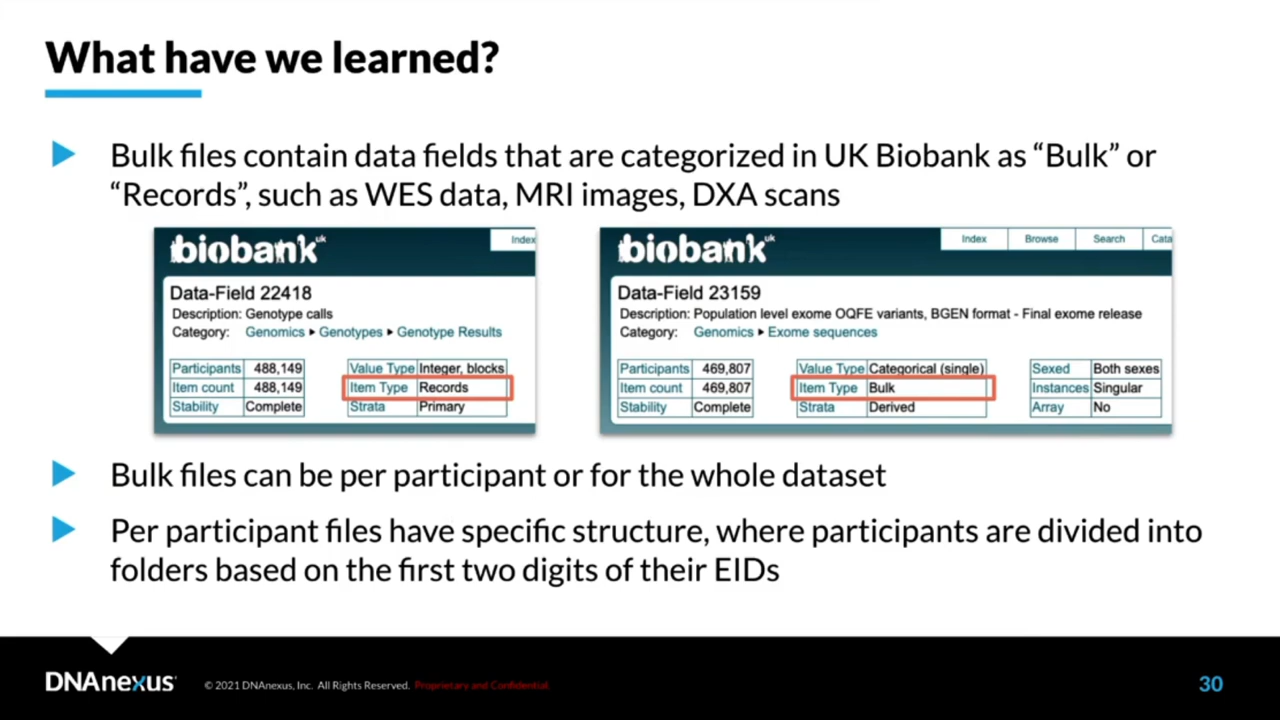 What have we learned?
Bulk files contain data fields that are categorized in UK Biobank as “Bulk” or
“Records”, such as WES data, MRI images, DXA scans
biobank uk
Index
Data-Field 22418
Description: Genotype calls
Category: Genomics ▸ Genotypes ▸ Genotype Results
Participants 488,149 Value Type Integer, blocks
Item count 488,149 Item Type Records
Stability Complete Strata Primary
biobank uk
Index Browse Search Cata
Data-Field 23159
Description: Population level exome OQFE variants, BGEN format - Final exome release
Category: Genomics ▸ Exome sequences
Participants 469,807 Value Type Categorical (single) Sexed Both sexes
Item count 469,807 Item Type Bulk Instances Singular
Stability Complete Strata Derived Array No
Bulk files can be per participant or for the whole dataset
Per participant files have specific structure, where participants are divided into
folders based on the first two digits of their EIDs
DNAnexus © 2021 DNAnexus, Inc. All Rights Reserved. Proprietary and Confidential. 30